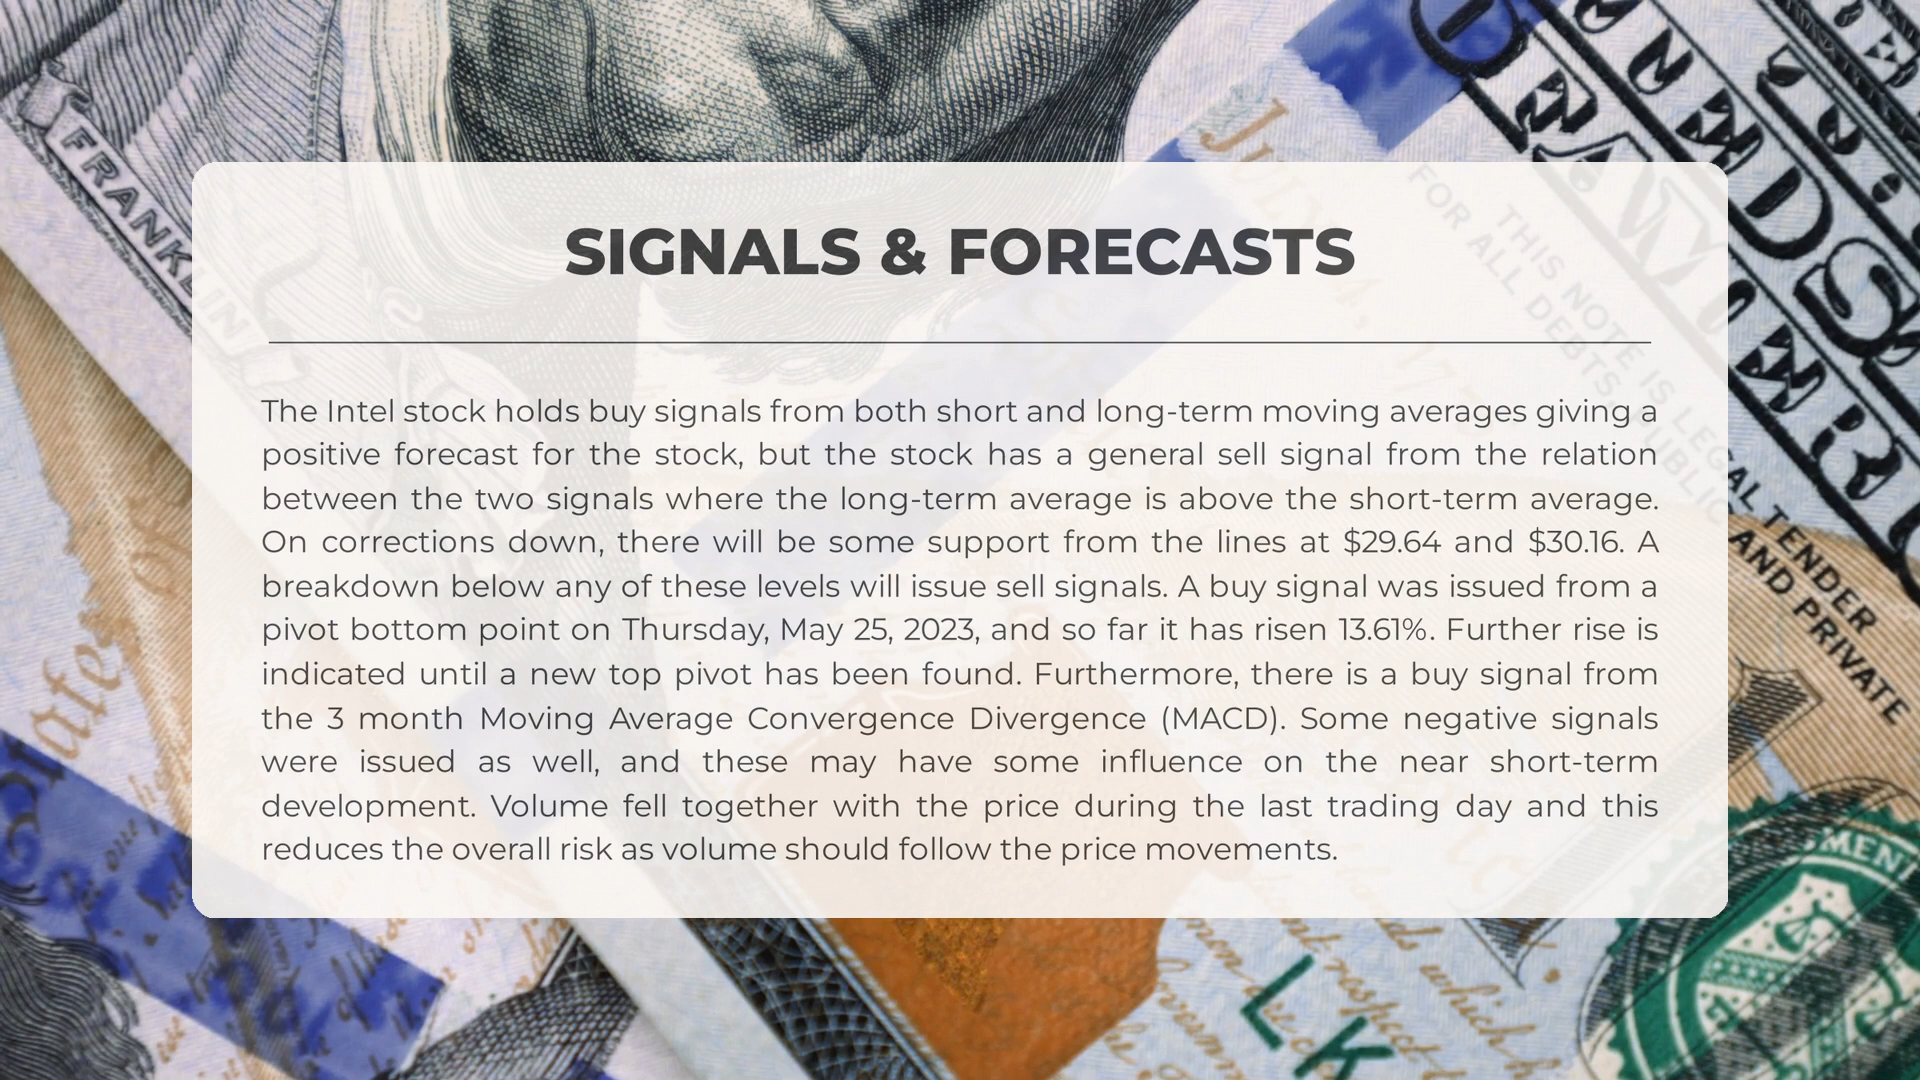 FRANKLIN
JULY 4, 177
THIS NOTE IS LEGAL TENDER
FOR ALL DEBTS, PUBLIC AND PRIVATE
SIGNALS & FORECASTS
The Intel stock holds buy signals from both short and long-term moving averages giving a
positive forecast for the stock, but the stock has a general sell signal from the relation
between the two signals where the long-term average is above the short-term average.
On corrections down, there will be some support from the lines at $29.64 and $30.16. A
breakdown below any of these levels will issue sell signals. A buy signal was issued from a
pivot bottom point on Thursday, May 25, 2023, and so far it has risen 13.61%. Further rise is
indicated until a new top pivot has been found. Furthermore, there is a buy signal from
the 3 month Moving Average Convergence Divergence (MACD). Some negative signals
were issued as well, and these may have some influence on the near short-term
development. Volume fell together with the price during the last trading day and this
reduces the overall risk as volume should follow the price movements.
L K